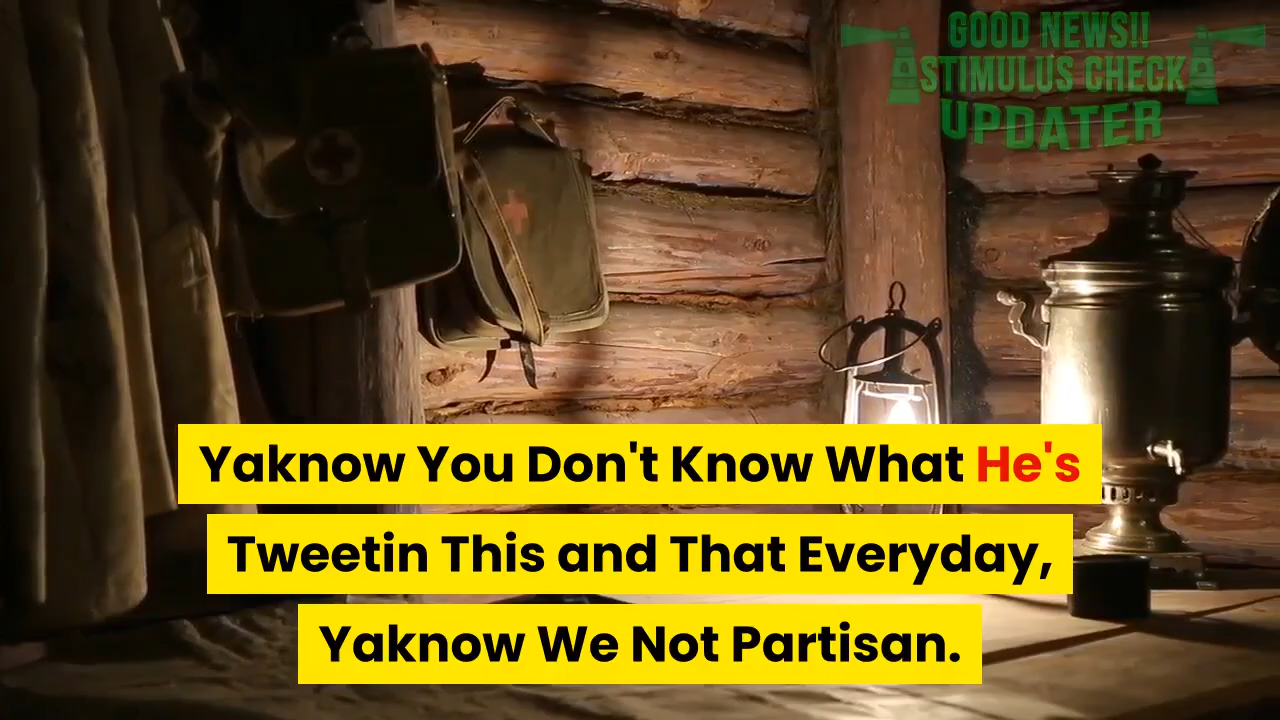 GOOD NEWS!!
STIMULUS CHECK
UPDATER
Yaknow You Don't Know What He's
Tweetin This and That Everyday,
Yaknow We Not Partisan.